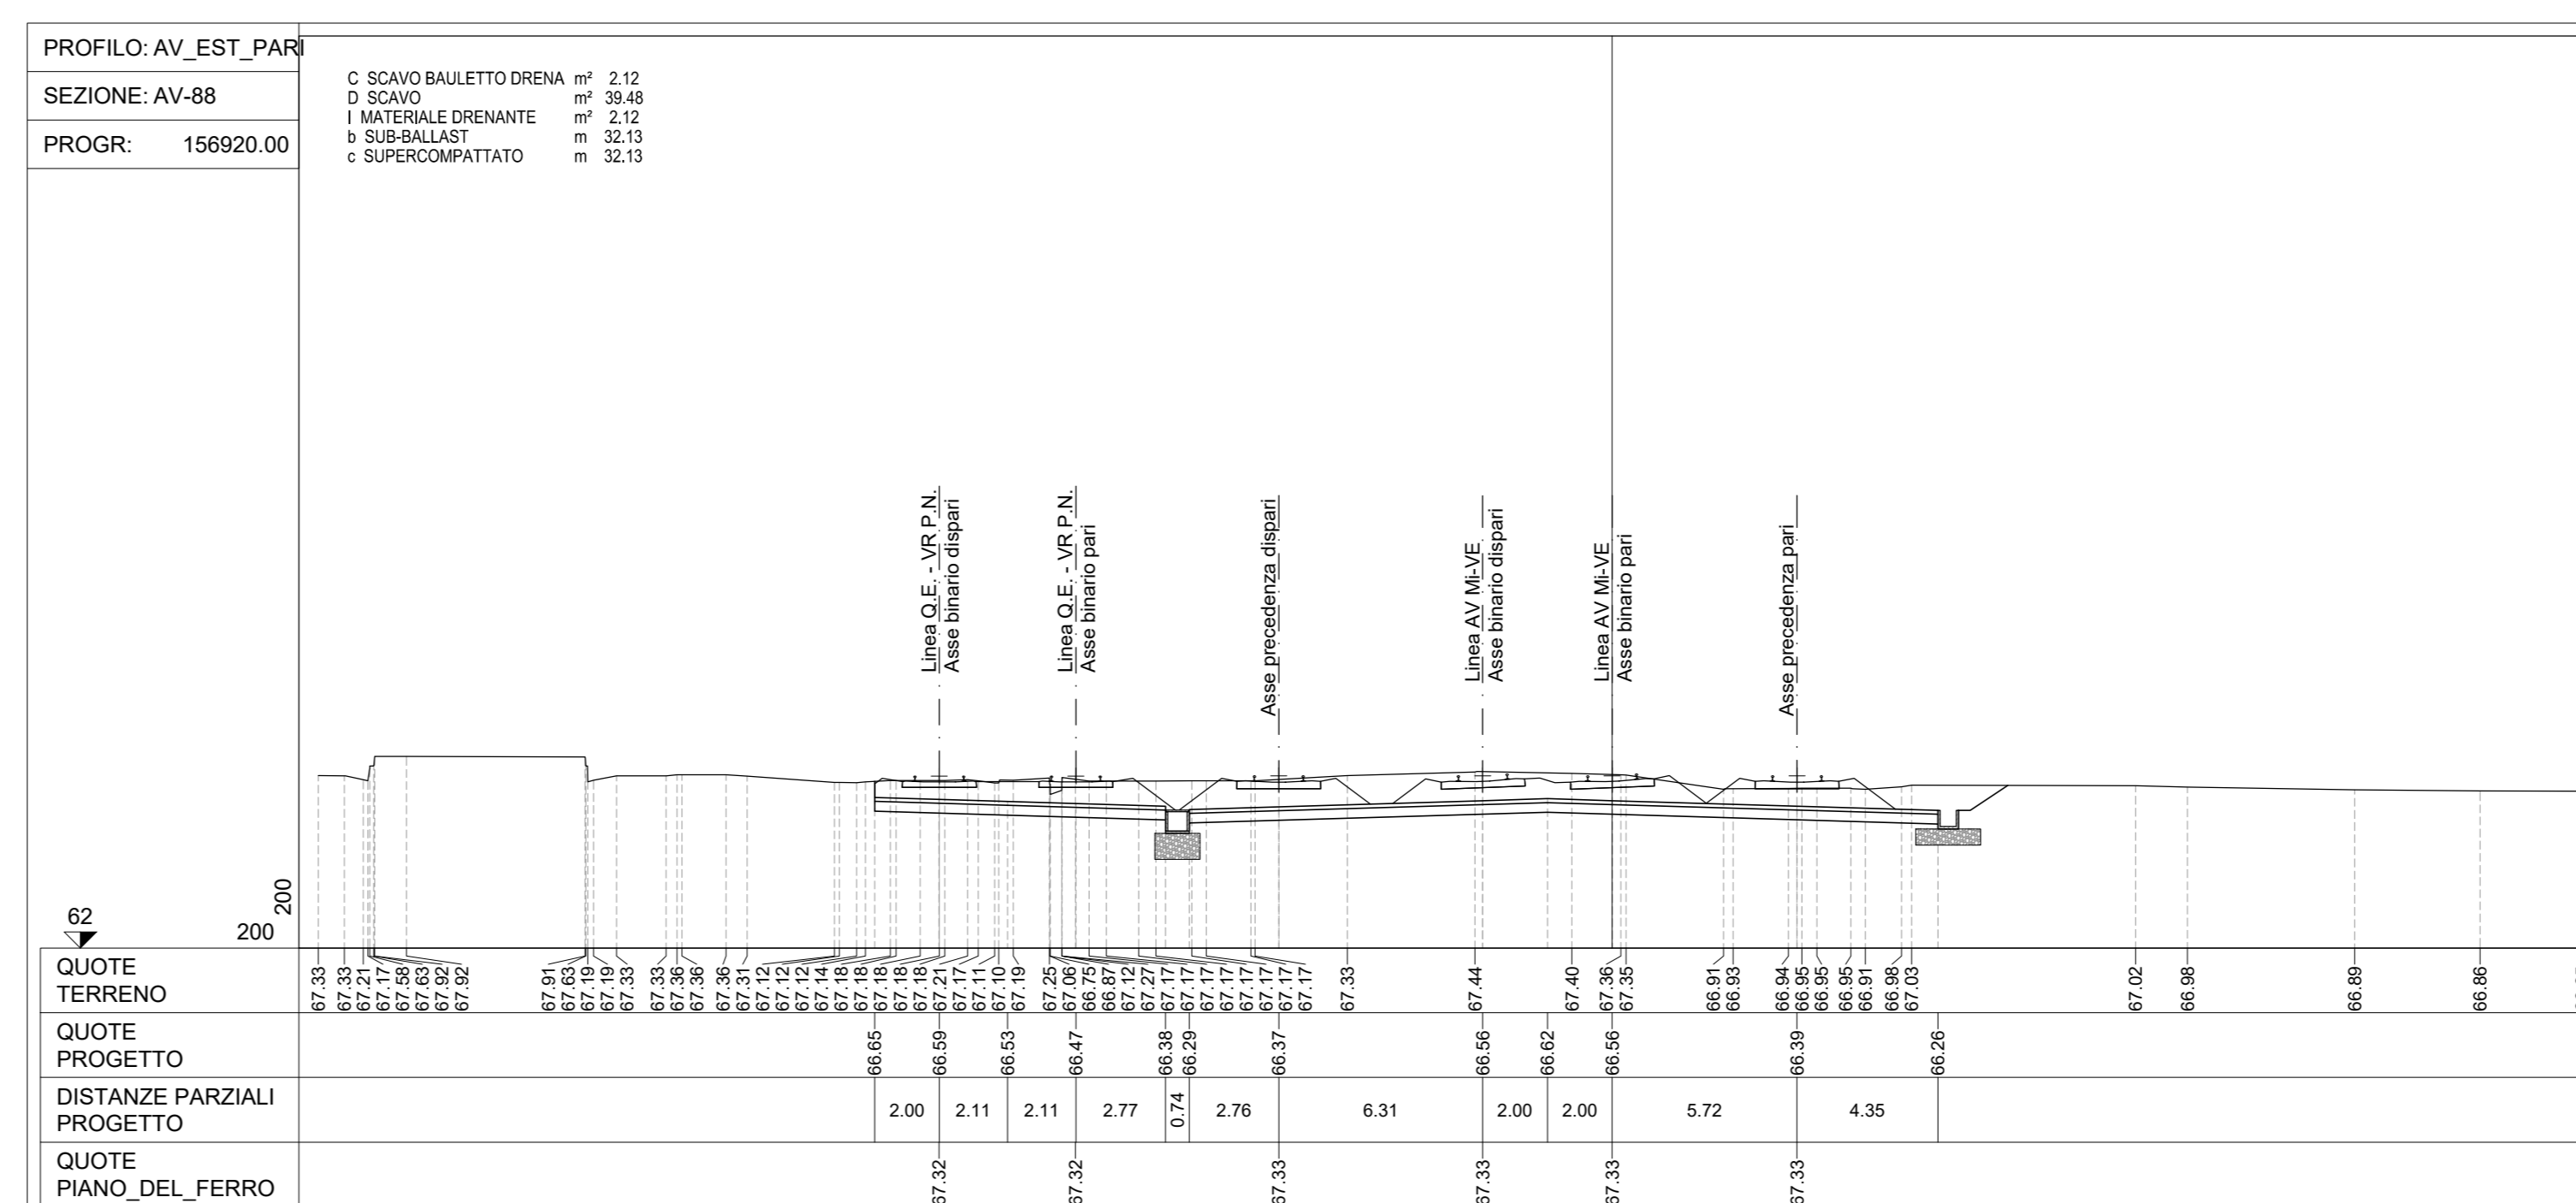 PROFILO: AV_EST_PARI
SEZIONE: AV-88
PROGR: 156920.00
C SCAVO BAULETTO DRENA m² 2.12
D SCAVO m² 39.48
I MATERIALE DRENANTE m² 2.12
b SUB-BALLAST m 32.13
c SUPERCOMPATTATO m 32.13
Linea Q.E. - VR P.N.
Asse binario dispari
Linea Q.E. - VR P.N.
Asse binario pari
Asse precedenza dispari
Linea AV Mi-VE
Asse binario dispari
Linea AV Mi-VE
Asse binario pari
Asse precedenza pari
62
200
200
QUOTE
TERRENO
67.33 67.33 67.21 67.17 67.58 67.63 67.92 67.92 67.91 67.63 67.19 67.19 67.33 67.33 67.36 67.36 67.36 67.31 67.12 67.12 67.12 67.14 67.18 67.18 67.18 67.18 67.18 67.21 67.17 67.11 67.10 67.19 67.25 67.06 66.75 66.87 67.12 67.27 67.17 67.17 67.17 67.17 67.17 67.17 67.17 67.17 67.33 67.44 67.40 67.36 67.35 66.91 66.93 66.94 66.95 66.95 66.95 66.91 66.98 67.03 67.02 66.98 66.89 66.86
QUOTE
PROGETTO
66.65 66.59 66.53 66.47 66.38 66.29 66.37 66.56 66.62 66.56 66.39 66.26
DISTANZE PARZIALI
PROGETTO
2.00 2.11 2.11 2.77 0.74 2.76 6.31 2.00 2.00 5.72 4.35
QUOTE
PIANO_DEL_FERRO
67.32 67.32 67.33 67.33 67.33 67.33